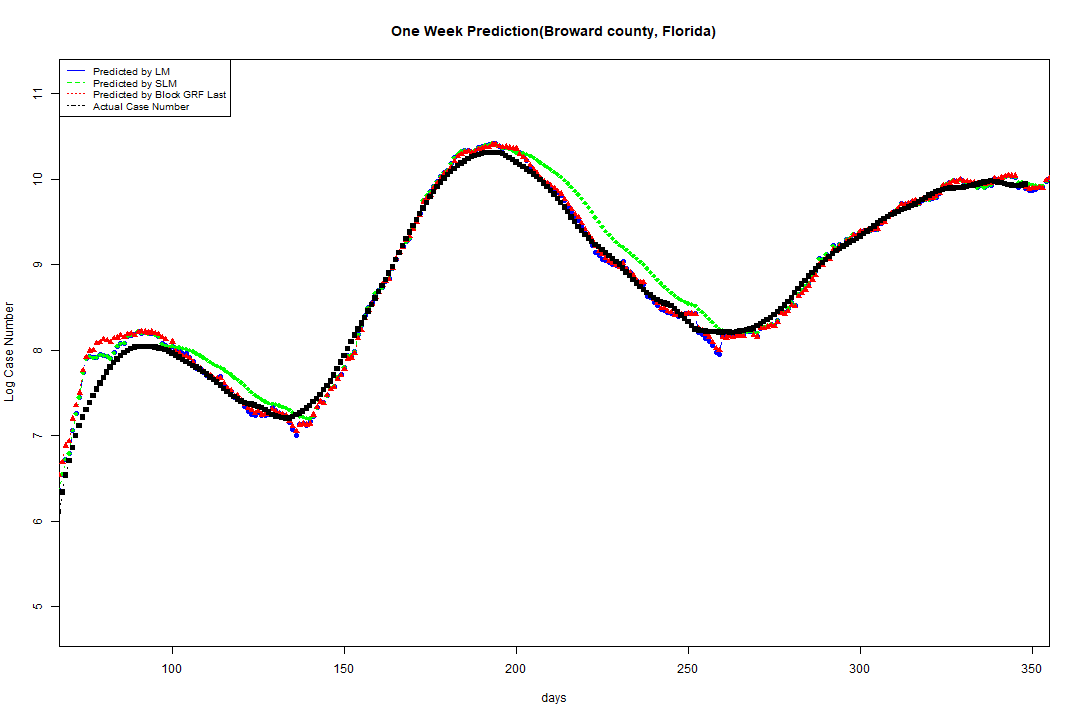 One Week Prediction(Broward county, Florida)
Predicted by LM
Predicted by SLM
Predicted by Block GRF Last
Actual Case Number
11
10
9
8
7
6
5
Log Case Number
100 150 200 250 300 350
days